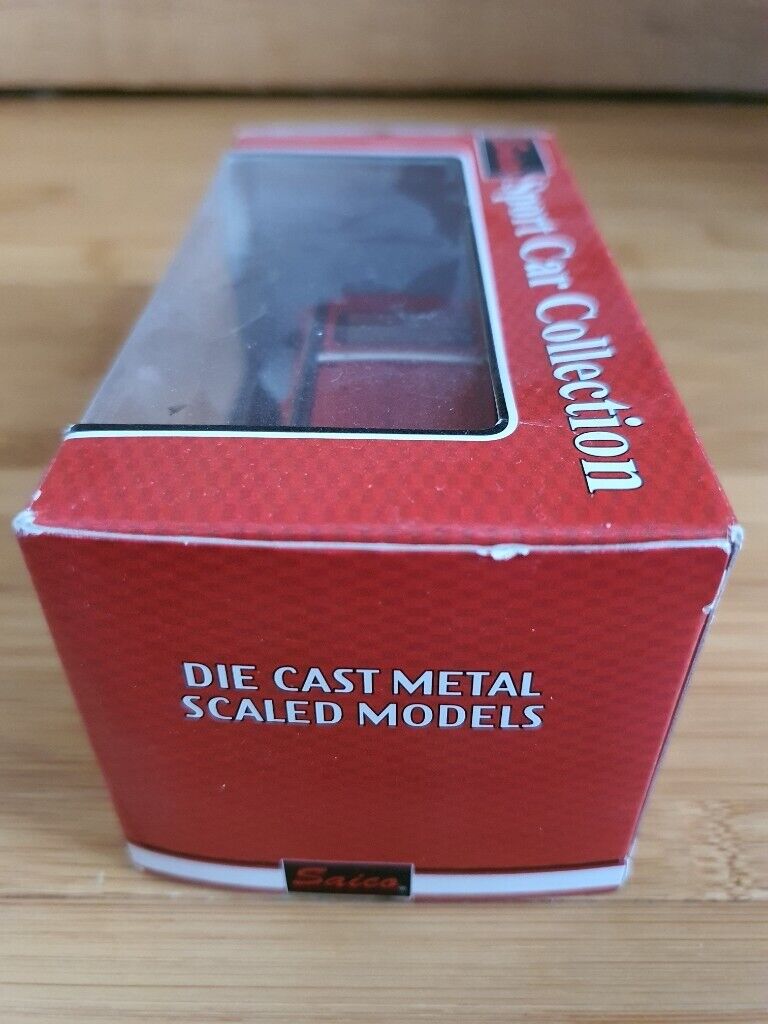 Sport Car Collection
DIE CAST METAL
SCALED MODELS
Saico